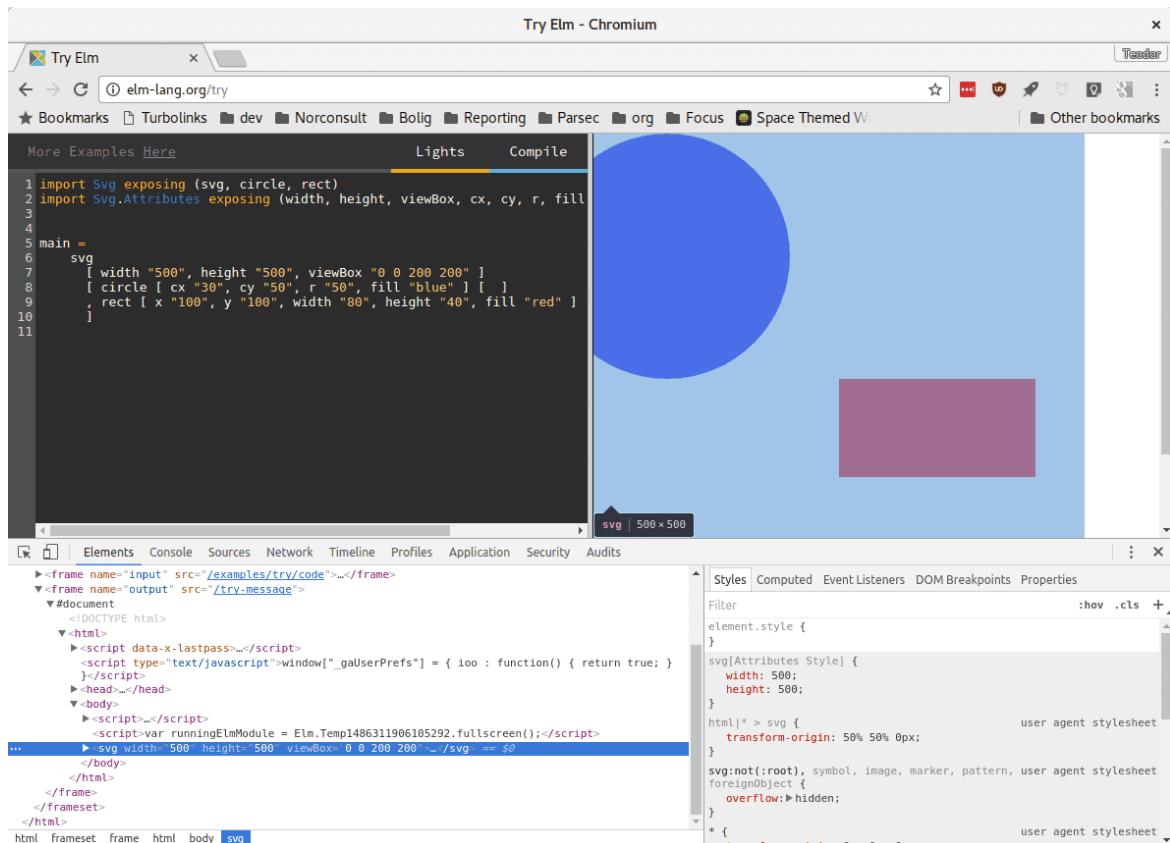 Try Elm - Chromium ×
Try Elm ×
Teodor
elm-lang.org/try
Bookmarks Turbolinks dev Norconsult Bolig Reporting Parsec org Focus Space Themed W Other bookmarks
More Examples Here Lights Compile
1 import Svg exposing (svg, circle, rect)
2 import Svg.Attributes exposing (width, height, viewBox, cx, cy, r, fill
3
4
5 main =
6 svg
7 [ width "500", height "500", viewBox "0 0 200 200" ]
8 [ circle [ cx "30", cy "50", r "50", fill "blue" ] [ ]
9 , rect [ x "100", y "100", width "80", height "40", fill "red" ]
10 ]
11
svg 500 × 500
Elements Console Sources Network Timeline Profiles Application Security Audits
<frame name="input" src="/examples/try/code">…</frame>
<frame name="output" src="/try-message">
#document
<!DOCTYPE html>
<html>
<script data-x-lastpass>…</script>
<script type="text/javascript">window["_gaUserPrefs"] = { ioo : function() { return true; }
}</script>
<head>…</head>
<body>
<script>…</script>
<script>var runningElmModule = Elm.Temp1486311906105292.fullscreen();</script>
<svg width="500" height="500" viewBox="0 0 200 200">…</svg> == $0
</body>
</html>
</frame>
</frameset>
</html>
html frameset frame html body svg
Styles Computed Event Listeners DOM Breakpoints Properties
Filter :hov .cls +
element.style {
}
svg[Attributes Style] {
width: 500;
height: 500;
}
html|* > svg { user agent stylesheet
transform-origin: 50% 50% 0px;
}
svg:not(:root), symbol, image, marker, pattern, user agent stylesheet
foreignObject {
overflow: hidden;
}
* { user agent stylesheet